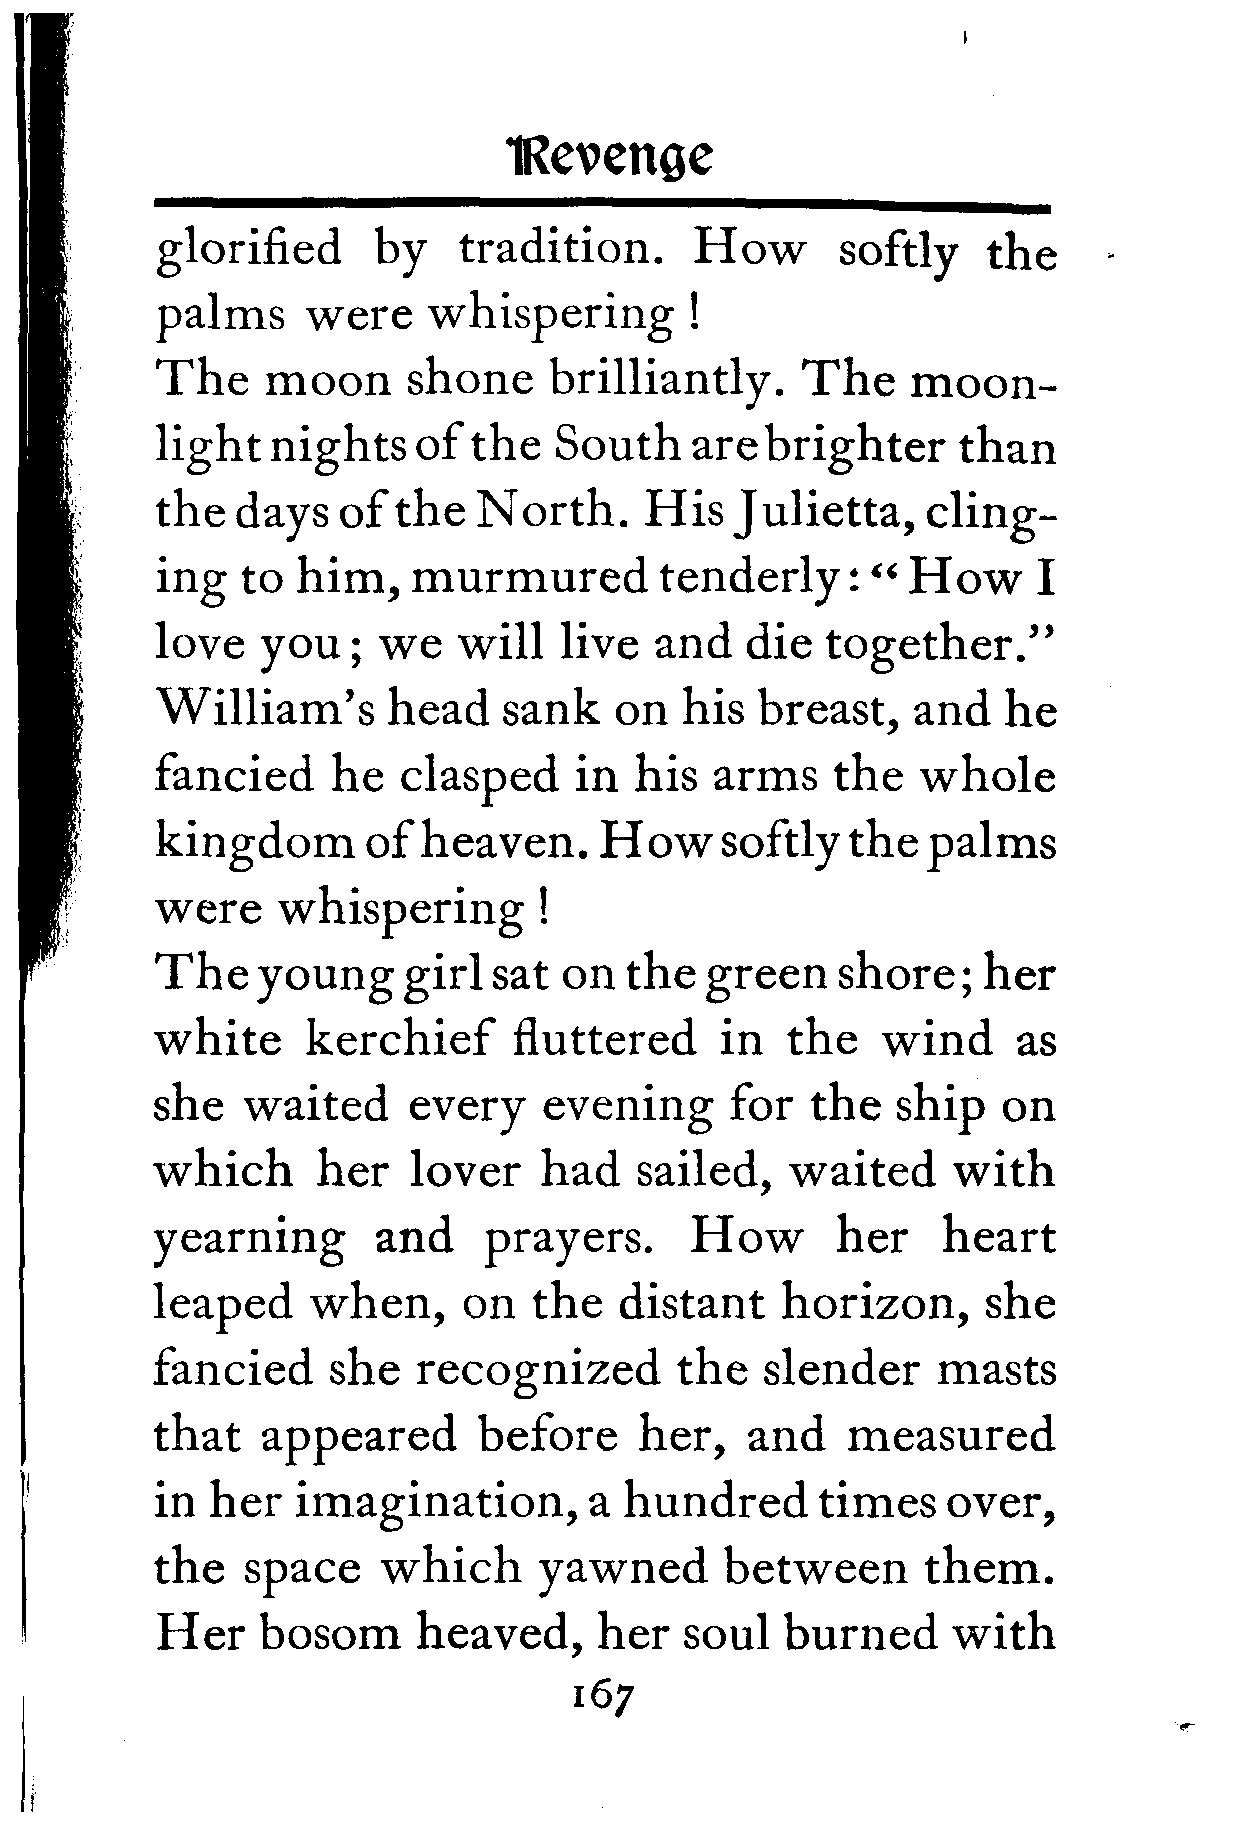 Revenge
glorified by tradition. How softly the
palms were whispering !
The moon shone brilliantly. The moon-
light nights of the South are brighter than
the days of the North. His Julietta, cling-
ing to him, murmured tenderly : “ How I
love you ; we will live and die together.”
William’s head sank on his breast, and he
fancied he clasped in his arms the whole
kingdom of heaven. How softly the palms
were whispering !
The young girl sat on the green shore; her
white kerchief fluttered in the wind as
she waited every evening for the ship on
which her lover had sailed, waited with
yearning and prayers. How her heart
leaped when, on the distant horizon, she
fancied she recognized the slender masts
that appeared before her, and measured
in her imagination, a hundred times over,
the space which yawned between them.
Her bosom heaved, her soul burned with
167